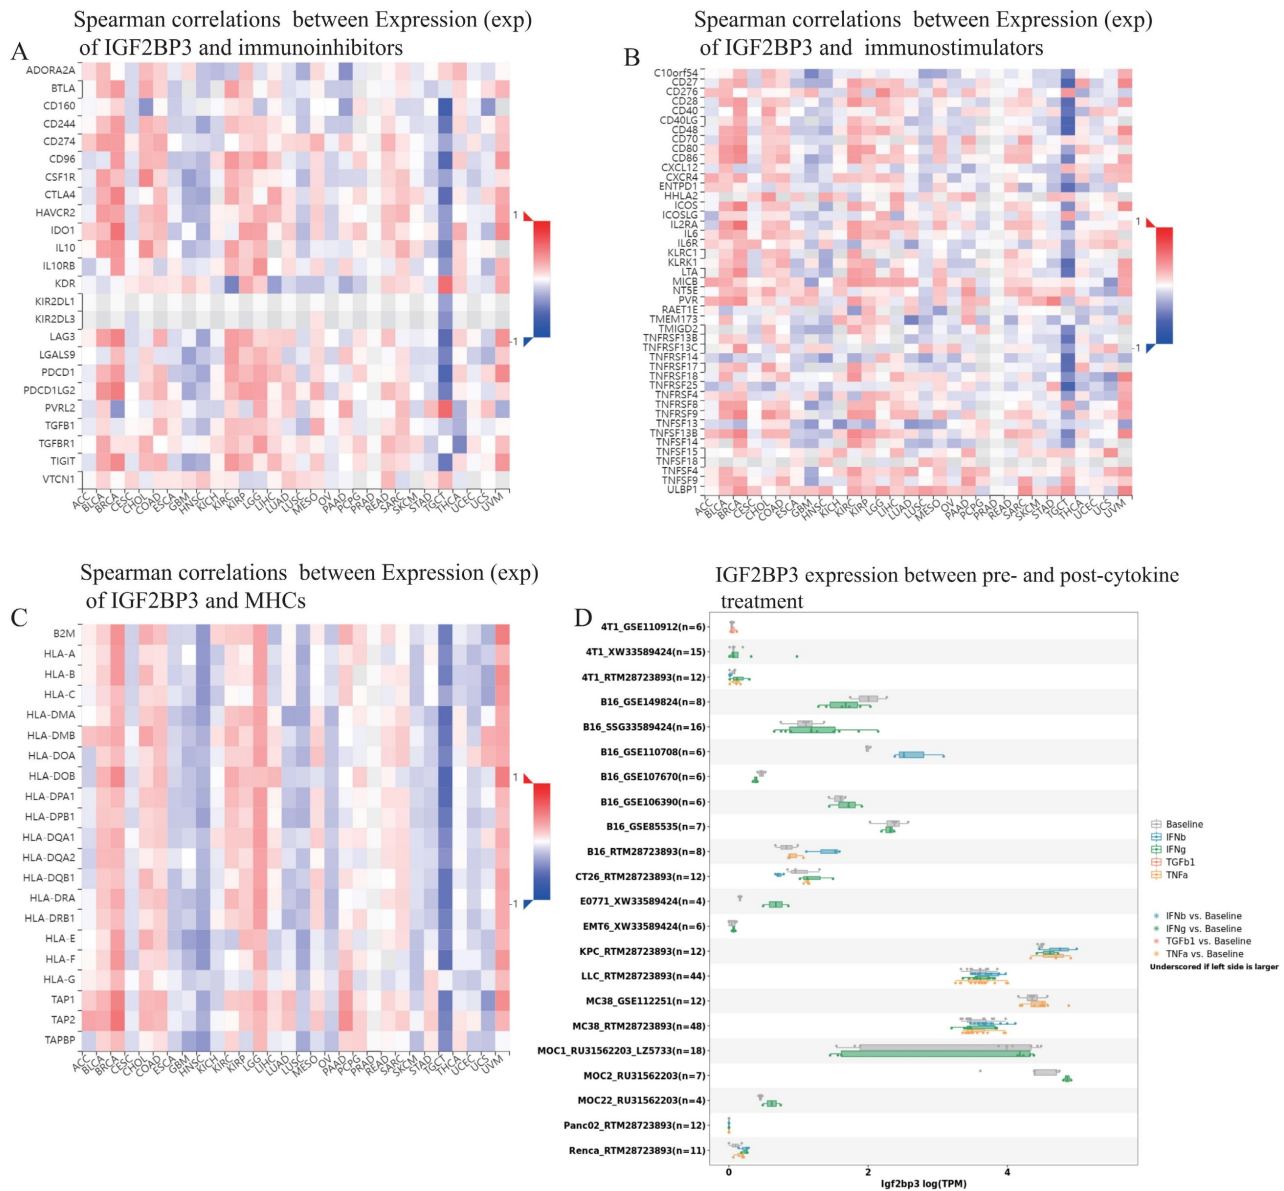 Spearman correlations between Expression (exp)
of IGF2BP3 and immunoinhibitors
A
ADORA2A
BTLA
CD160
CD244
CD274
CD96
CSF1R
CTLA4
HAVCR2
IDO1
IL10
IL10RB
KDR
KIR2DL1
KIR2DL3
LAG3
LGALS9
PDCD1
PDCD1LG2
PVRL2
TGFB1
TGFBR1
TIGIT
VTCN1
ACC BLCA BRCA CESC CHOL COAD ESCA GBM HNSC KICH KIRC KIRP LGG LIHC LUAD LUSC MESO OV PAAD PCPG PRAD READ SARC SKCM STAD TGCT THCA UCEC UCS UVM
1
-1
Spearman correlations between Expression (exp)
of IGF2BP3 and immunostimulators
B
C10orf54
CD27
CD276
CD28
CD40
CD40LG
CD48
CD70
CD80
CD86
CXCL12
CXCR4
ENTPD1
HHLA2
ICOS
ICOSLG
IL2RA
IL6
IL6R
KLRC1
KLRK1
LTA
MICB
NT5E
PVR
RAET1E
TMEM173
TMIGD2
TNFRSF13B
TNFRSF13C
TNFRSF14
TNFRSF17
TNFRSF18
TNFRSF25
TNFRSF4
TNFRSF8
TNFRSF9
TNFSF13
TNFSF13B
TNFSF14
TNFSF15
TNFSF18
TNFSF4
TNFSF9
ULBP1
ACC BLCA BRCA CESC CHOL COAD ESCA GBM HNSC KICH KIRC KIRP LGG LIHC LUAD LUSC MESO OV PAAD PCPG PRAD READ SARC SKCM STAD TGCT THCA UCEC UCS UVM
1
-1
Spearman correlations between Expression (exp)
of IGF2BP3 and MHCs
C
B2M
HLA-A
HLA-B
HLA-C
HLA-DMA
HLA-DMB
HLA-DOA
HLA-DOB
HLA-DPA1
HLA-DPB1
HLA-DQA1
HLA-DQA2
HLA-DQB1
HLA-DRA
HLA-DRB1
HLA-E
HLA-F
HLA-G
TAP1
TAP2
TAPBP
ACC BLCA BRCA CESC CHOL COAD ESCA GBM HNSC KICH KIRC KIRP LGG LIHC LUAD LUSC MESO OV PAAD PCPG PRAD READ SARC SKCM STAD TGCT THCA UCEC UCS UVM
1
-1
IGF2BP3 expression between pre- and post-cytokine
treatment
D
4T1_GSE110912(n=6)
4T1_XW33589424(n=15)
4T1_RTM28723893(n=12)
B16_GSE149824(n=8)
B16_SSG33589424(n=16)
B16_GSE110708(n=6)
B16_GSE107670(n=6)
B16_GSE106390(n=6)
B16_GSE85535(n=7)
B16_RTM28723893(n=8)
CT26_RTM28723893(n=12)
E0771_XW33589424(n=4)
EMT6_XW33589424(n=6)
KPC_RTM28723893(n=12)
LLC_RTM28723893(n=44)
MC38_GSE112251(n=12)
MC38_RTM28723893(n=48)
MOC1_RU31562203_LZ5733(n=18)
MOC2_RU31562203(n=7)
MOC22_RU31562203(n=4)
Panc02_RTM28723893(n=12)
Renca_RTM28723893(n=11)
0 2 4
Igf2bp3 log(TPM)
Baseline
IFNb
IFNg
TGFb1
TNFa
IFNb vs. Baseline
IFNg vs. Baseline
TGFb1 vs. Baseline
TNFa vs. Baseline
Underscored if left side is larger